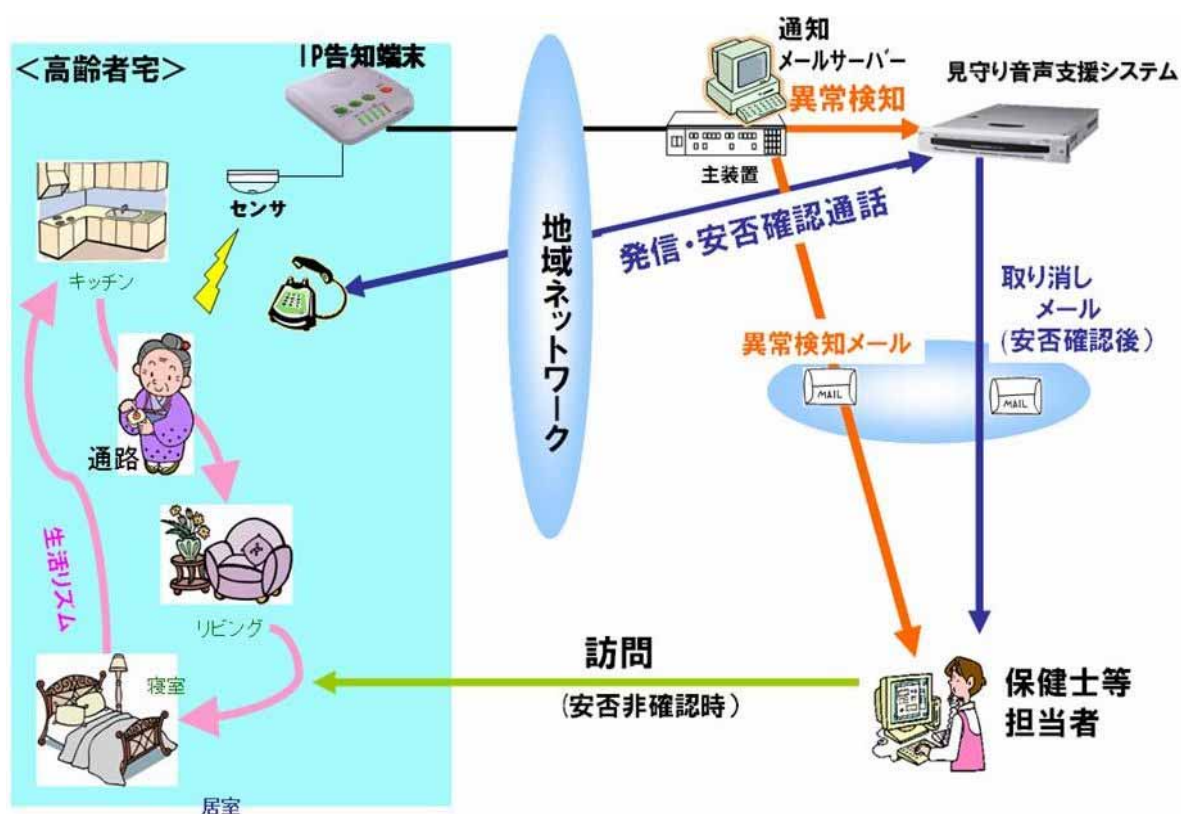 ＜高齢者宅＞
IP告知端末
センサ
キッチン
通路
生活リズム
リビング
寝室
居室
地域ネットワーク
通知
メールサーバー
異常検知
主装置
見守り音声支援システム
発信・安否確認通話
異常検知メール
MAIL
取り消し
メール
(安否確認後)
MAIL
訪問
(安否非確認時)
保健士等
担当者